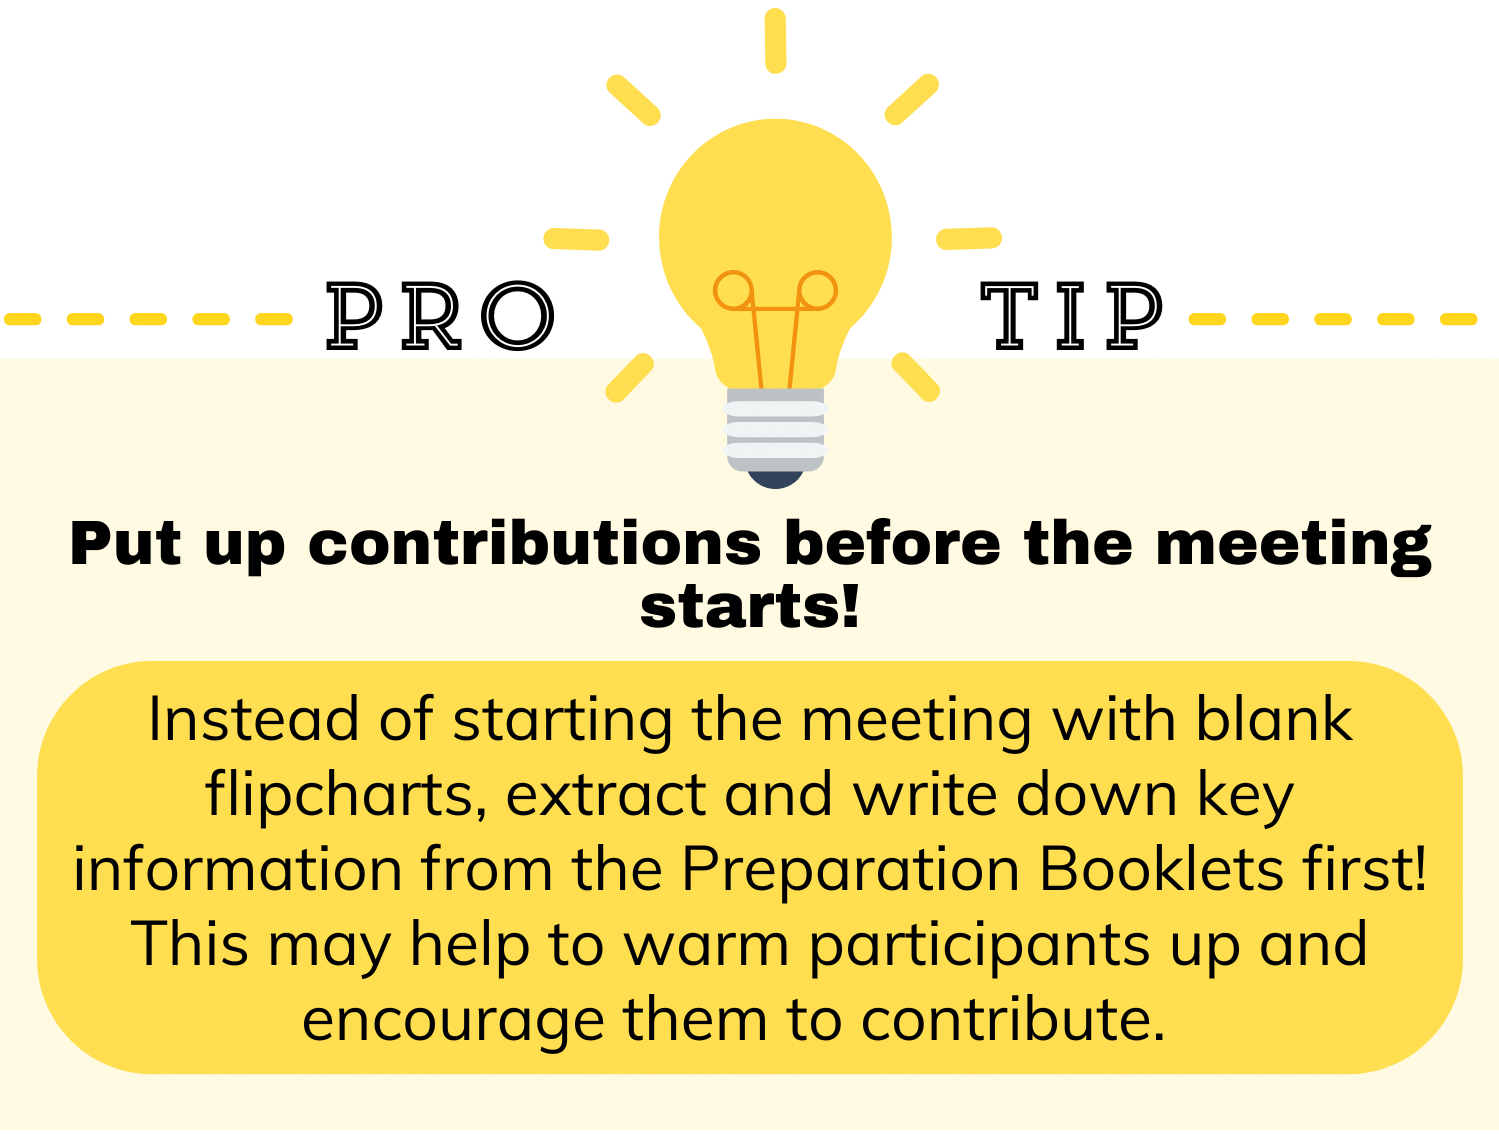 PRO TIP
Put up contributions before the meeting
starts!
Instead of starting the meeting with blank
flipcharts, extract and write down key
information from the Preparation Booklets first!
This may help to warm participants up and
encourage them to contribute.